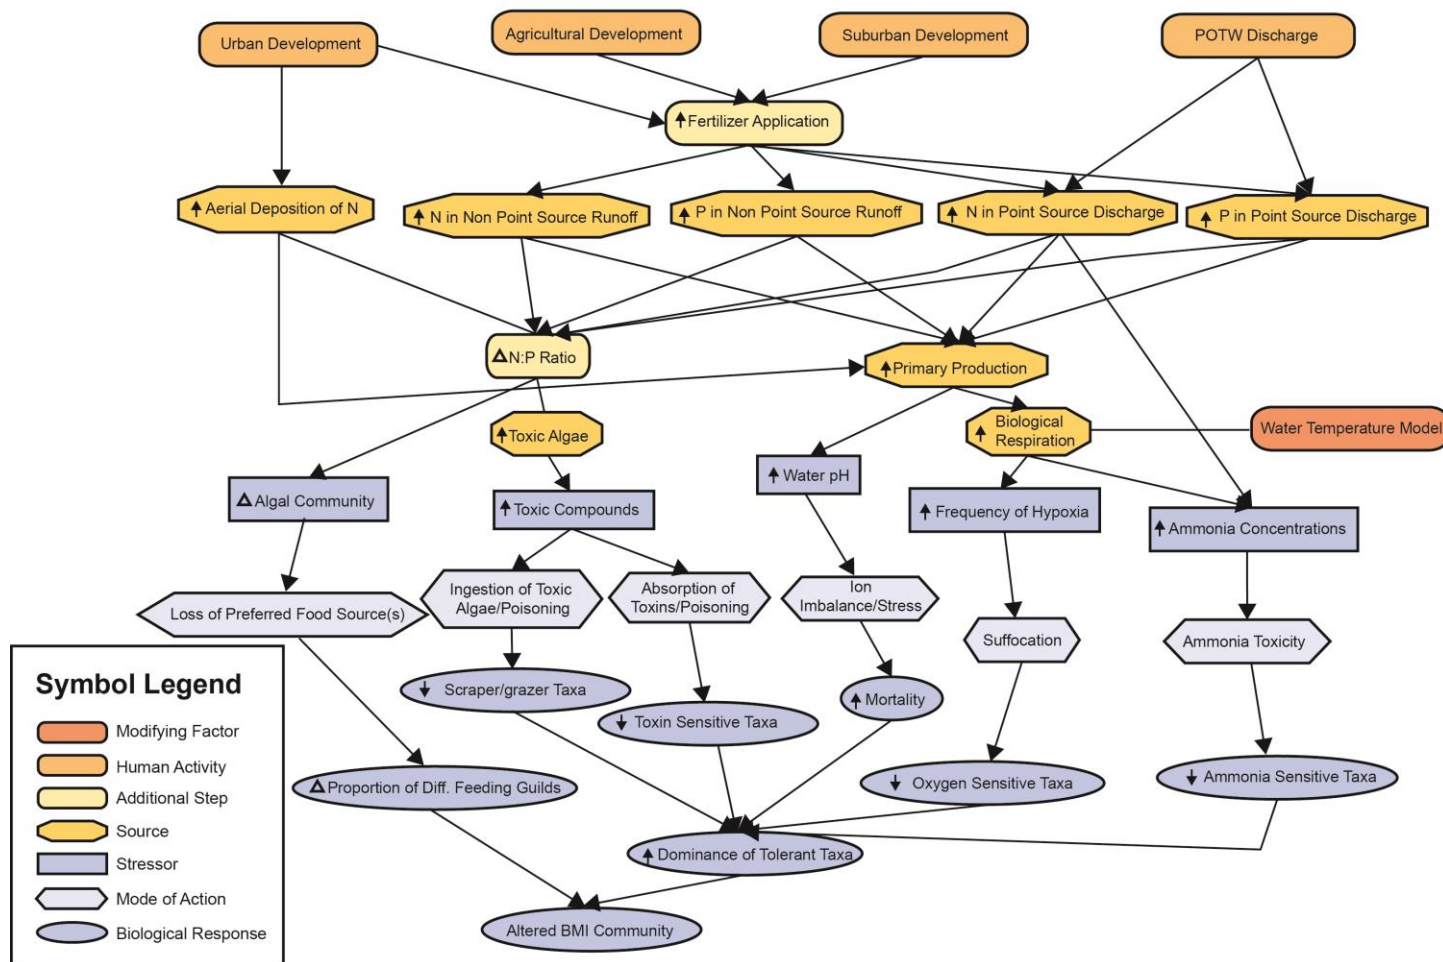 Urban Development
Agricultural Development
Suburban Development
POTW Discharge
Fertilizer Application
Aerial Deposition of N
N in Non Point Source Runoff
P in Non Point Source Runoff
N in Point Source Discharge
P in Point Source Discharge
ΔN:P Ratio
Primary Production
Toxic Algae
Biological
Respiration
Water Temperature Model
Δ Algal Community
Toxic Compounds
Water pH
Frequency of Hypoxia
Ammonia Concentrations
Loss of Preferred Food Source(s)
Ingestion of Toxic
Algae/Poisoning
Absorption of
Toxins/Poisoning
Ion
Imbalance/Stress
Suffocation
Ammonia Toxicity
Scraper/grazer Taxa
Toxin Sensitive Taxa
Mortality
Δ Proportion of Diff. Feeding Guilds
Oxygen Sensitive Taxa
Ammonia Sensitive Taxa
Dominance of Tolerant Taxa
Altered BMI Community
Symbol Legend
Modifying Factor
Human Activity
Additional Step
Source
Stressor
Mode of Action
Biological Response